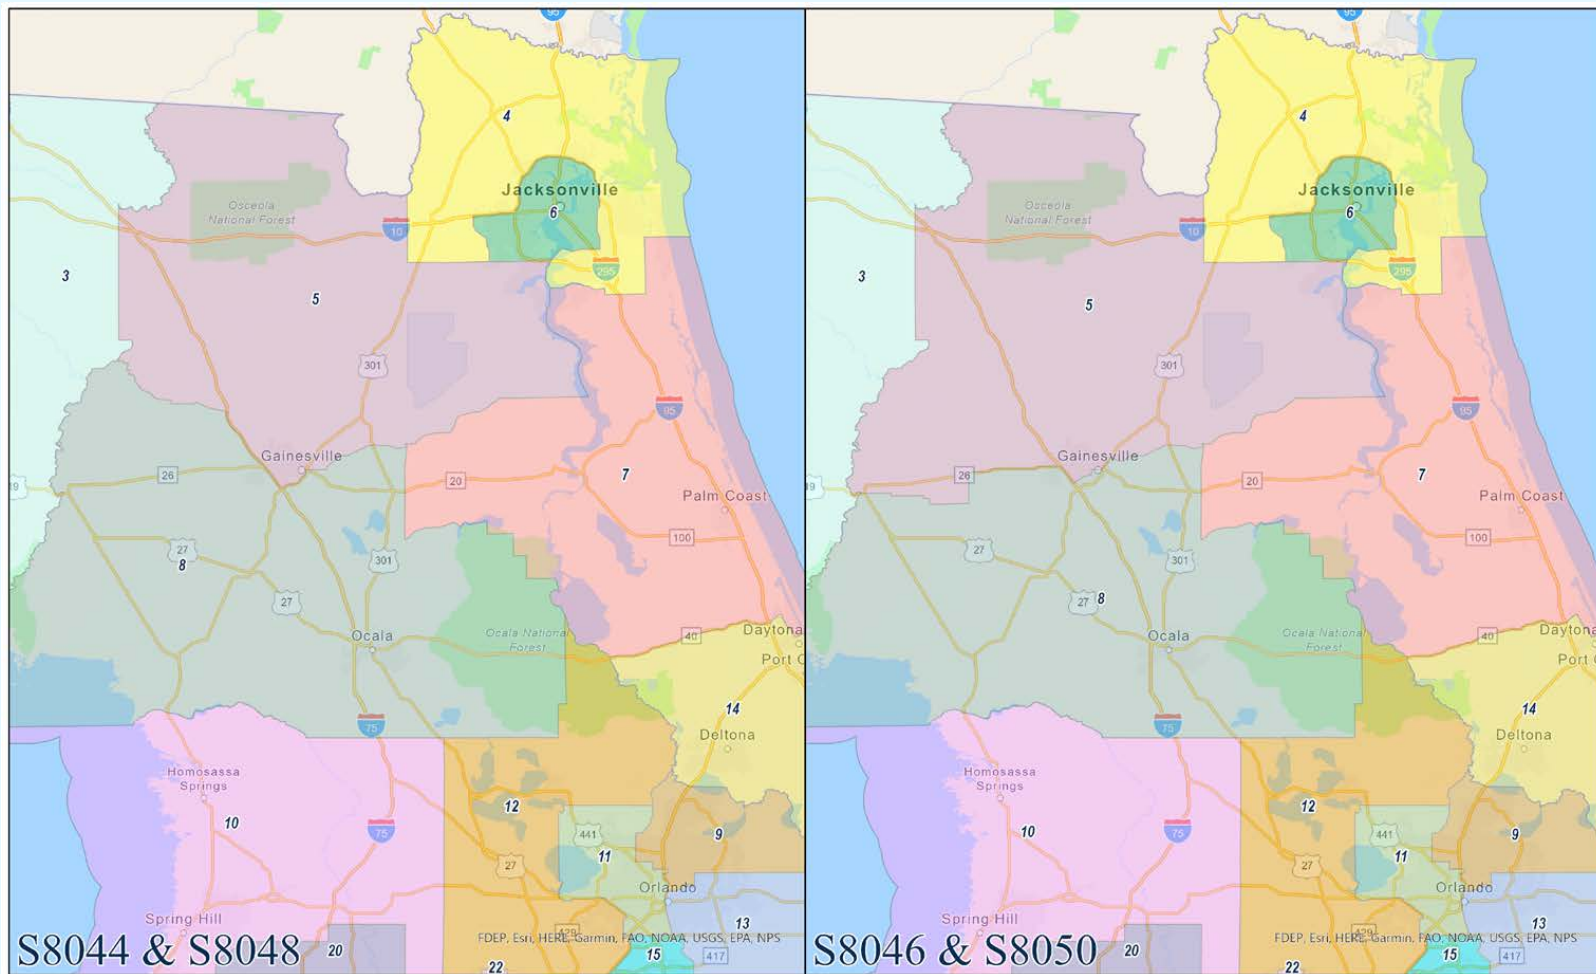 95
4
Jacksonville
6
Osceola
National Forest
10
3
5
295
301
95
Gainesville
26
20
7
Palm Coast
27
8
301
100
27
Ocala
Ocala National
Forest
40
Daytona
Port
75
14
Deltona
Homosassa
Springs
12
10
75
441
9
11
27
Orlando
Spring Hill
13
429
FDEP, Esri, HERE, Garmin, FAO, NOAA, USGS, EPA, NPS
S8044 & S8048
20
22
15
417
95
4
Jacksonville
6
Osceola
National Forest
10
3
5
295
301
95
Gainesville
26
20
7
Palm Coast
27
301
100
27
8
Ocala
Ocala National
Forest
40
Daytona
Port
75
14
Deltona
Homosassa
Springs
12
10
75
441
9
11
27
Orlando
Spring Hill
13
429
FDEP, Esri, HERE, Garmin, FAO, NOAA, USGS, EPA, NPS
S8046 & S8050
20
22
15
417